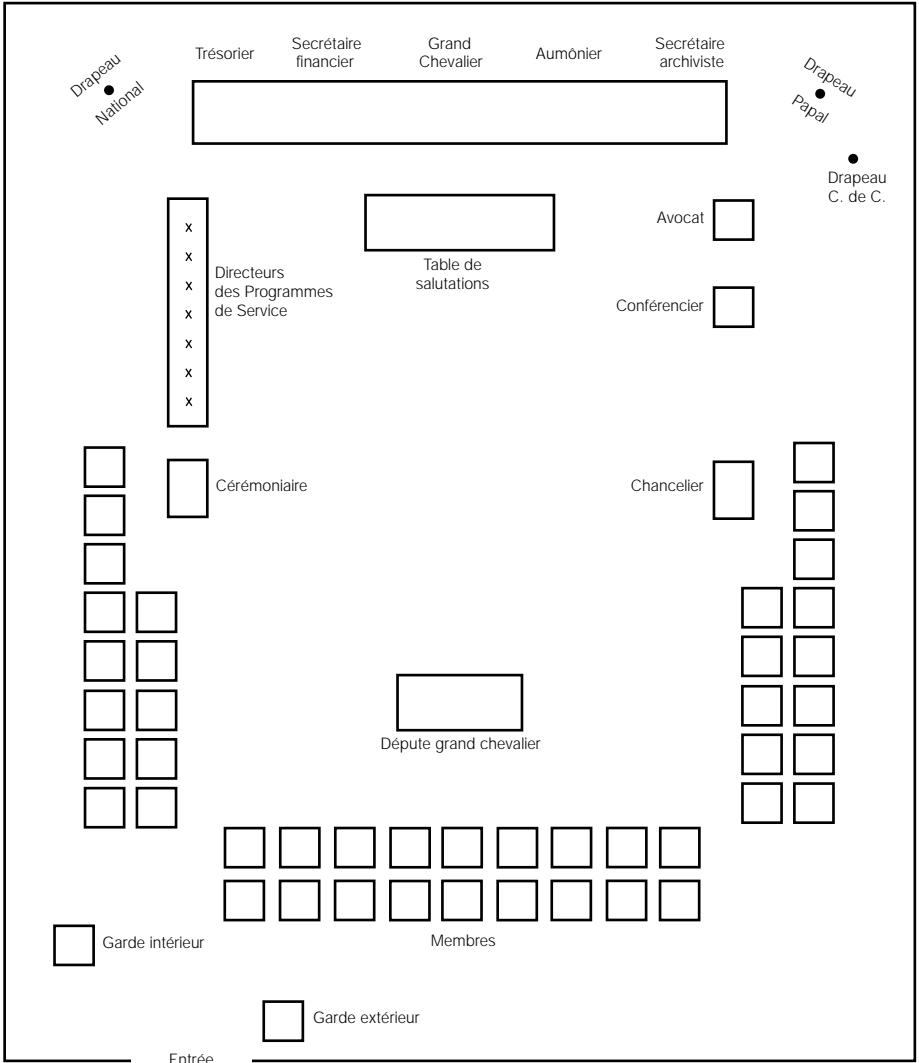 Drapeau
National
Trésorier
Secrétaire
financier
Grand
Chevalier
Aumônier
Secrétaire
archiviste
Drapeau
Papal
Drapeau
C. de C.
x
x
x
x
x
x
x
Directeurs
des Programmes
de Service
Table de
salutations
Avocat
Conférencier
Cérémoniaire
Chancelier
Députe grand chevalier
Membres
Garde intérieur
Garde extérieur
Entrée